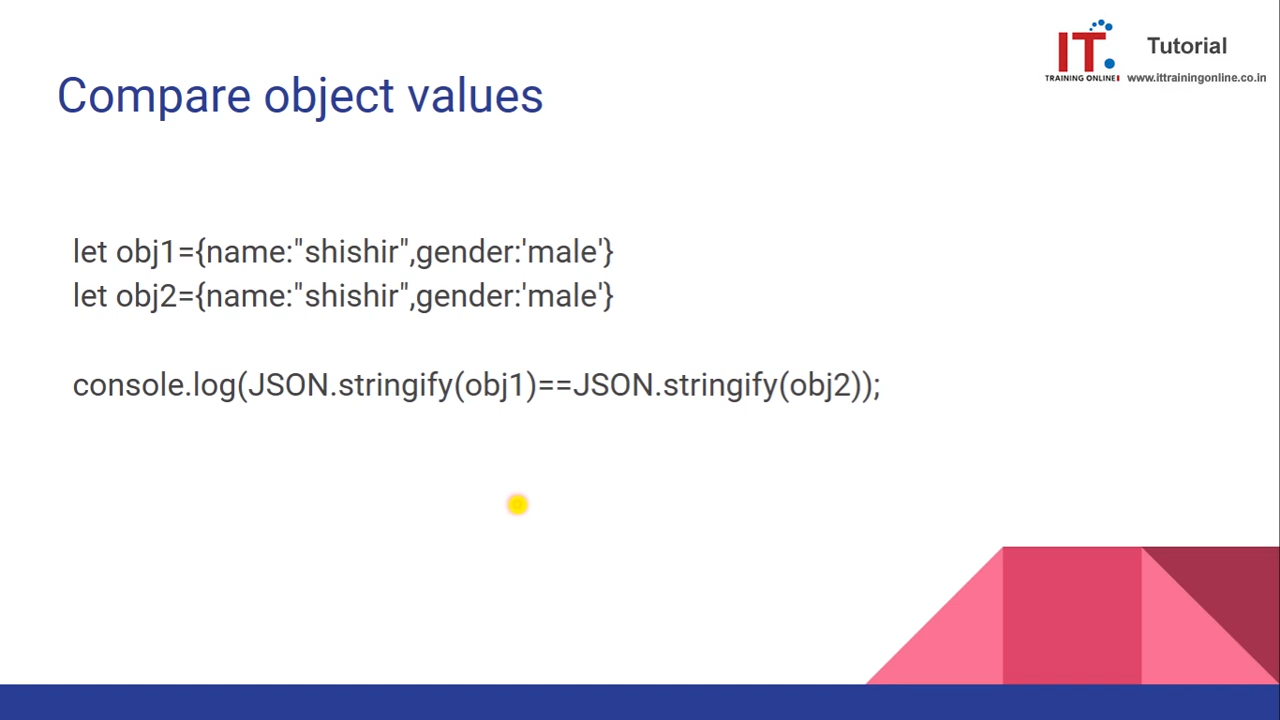 IT.
TRAINING ONLINE
Tutorial
www.ittrainingonline.co.in
Compare object values
let obj1={name:"shishir",gender:'male'}
let obj2={name:"shishir",gender:'male'}
console.log(JSON.stringify(obj1)==JSON.stringify(obj2));